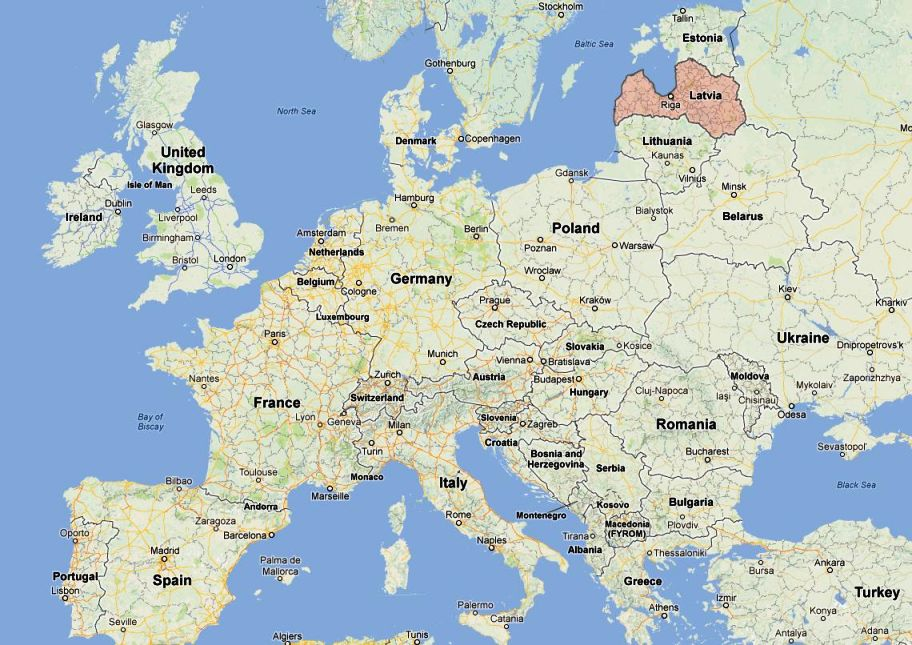 Stockholm
Tallin
Estonia
Baltic Sea
Gothenburg
North Sea
Latvia
Riga
Glasgow
Denmark
Copenhagen
Lithuania
Kaunas
Vilnius
United
Kingdom
Isle of Man
Leeds
Ireland
Dublin
Liverpool
Birmingham
Bristol
London
Gdansk
Minsk
Belarus
Hamburg
Bremen
Berlin
Bialystok
Poland
Poznan
Warsaw
Wroclaw
Amsterdam
Netherlands
Belgium
Cologne
Germany
Luxembourg
Prague
Czech Republic
Kraków
Kiev
Kharkiv
Ukraine
Dnipropetrovs'k
Zaporizhzhya
Paris
Munich
Vienna
Bratislava
Slovakia
Kosice
Nantes
Zurich
Switzerland
Austria
Budapest
Hungary
Moldova
Cluj-Napoca
Iaşi
Chisinau
Mykolaiv
Odesa
France
Bay of
Biscay
Lyon
Geneva
Milan
Turin
Slovenia
Zagreb
Croatia
Romania
Bucharest
Sevastopol'
Bosnia and
Herzegovina
Serbia
Toulouse
Monaco
Marseille
Italy
Black Sea
Bilbao
Andorra
Zaragoza
Barcelona
Rome
Montenegro
Kosovo
Bulgaria
Plovdiv
Macedonia
(FYROM)
Tirana
Albania
Oporto
Madrid
Naples
Thessaloniki
Portugal
Lisbon
Spain
Palma de
Mallorca
Greece
Bursa
Ankara
Turkey
Izmir
Seville
Palermo
Catania
Athens
Konya
Adana
Antalya
Algiers
Tunis